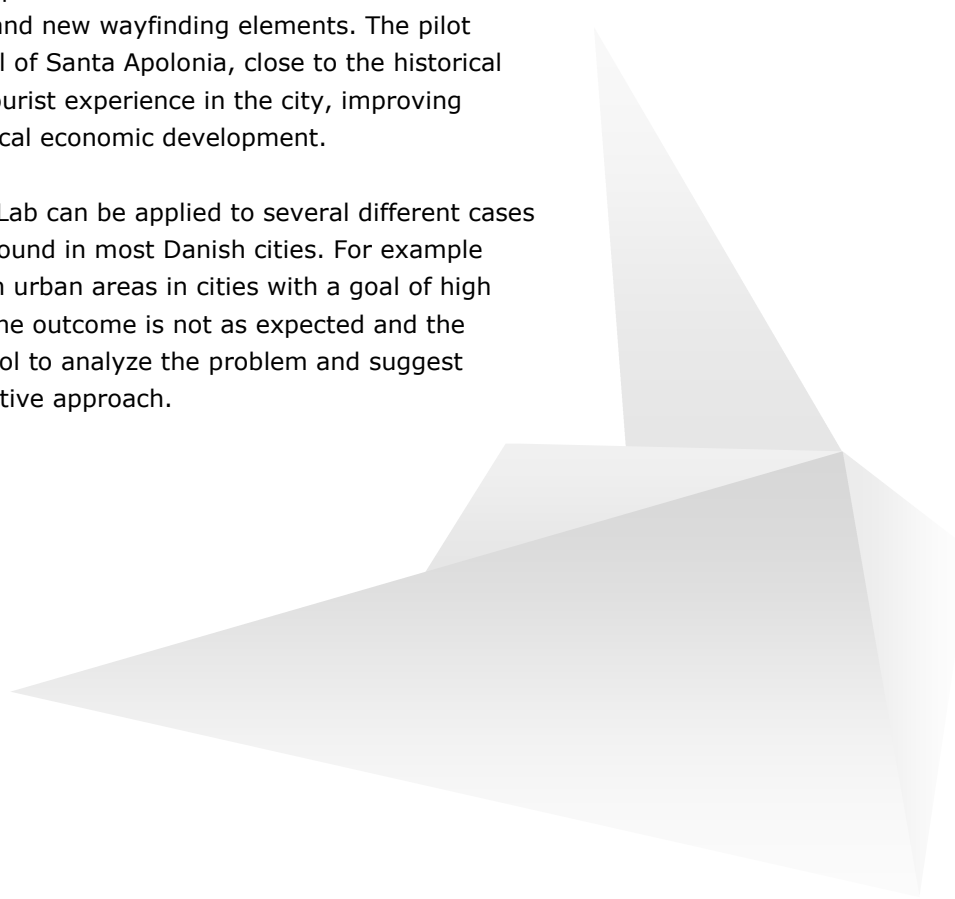 and new wayfinding elements. The pilot
l of Santa Apolonia, close to the historical
ourist experience in the city, improving
cal economic development.
Lab can be applied to several different cases
ound in most Danish cities. For example
n urban areas in cities with a goal of high
he outcome is not as expected and the
ol to analyze the problem and suggest
tive approach.